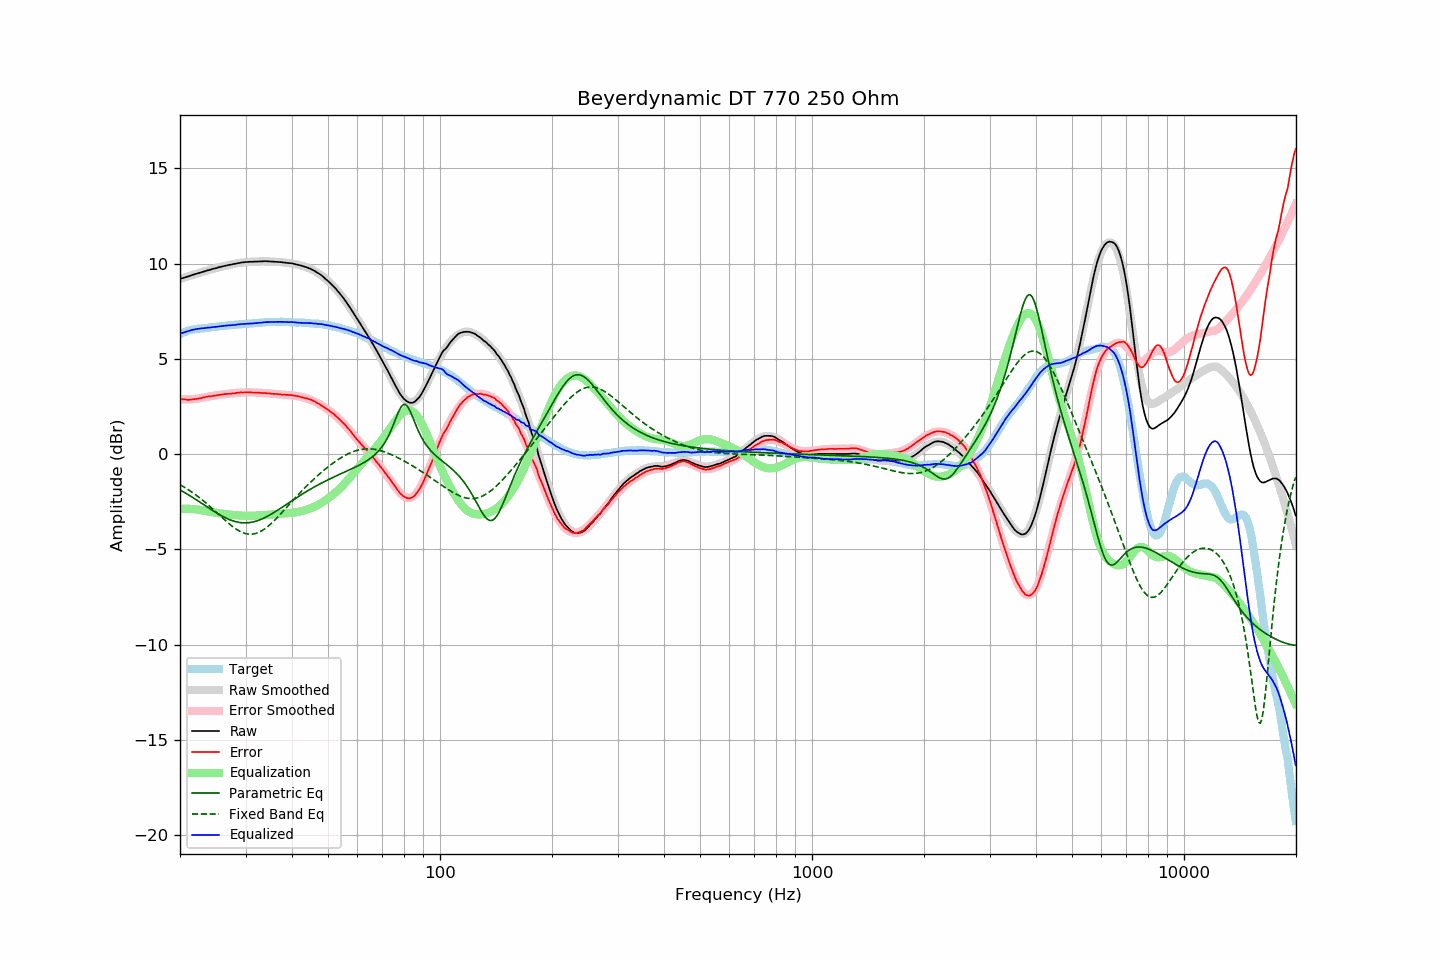 Beyerdynamic DT 770 250 Ohm
15
10
5
0
−5
−10
−15
−20
Amplitude (dBr)
100
1000
10000
Frequency (Hz)
Target
Raw Smoothed
Error Smoothed
Raw
Error
Equalization
Parametric Eq
Fixed Band Eq
Equalized